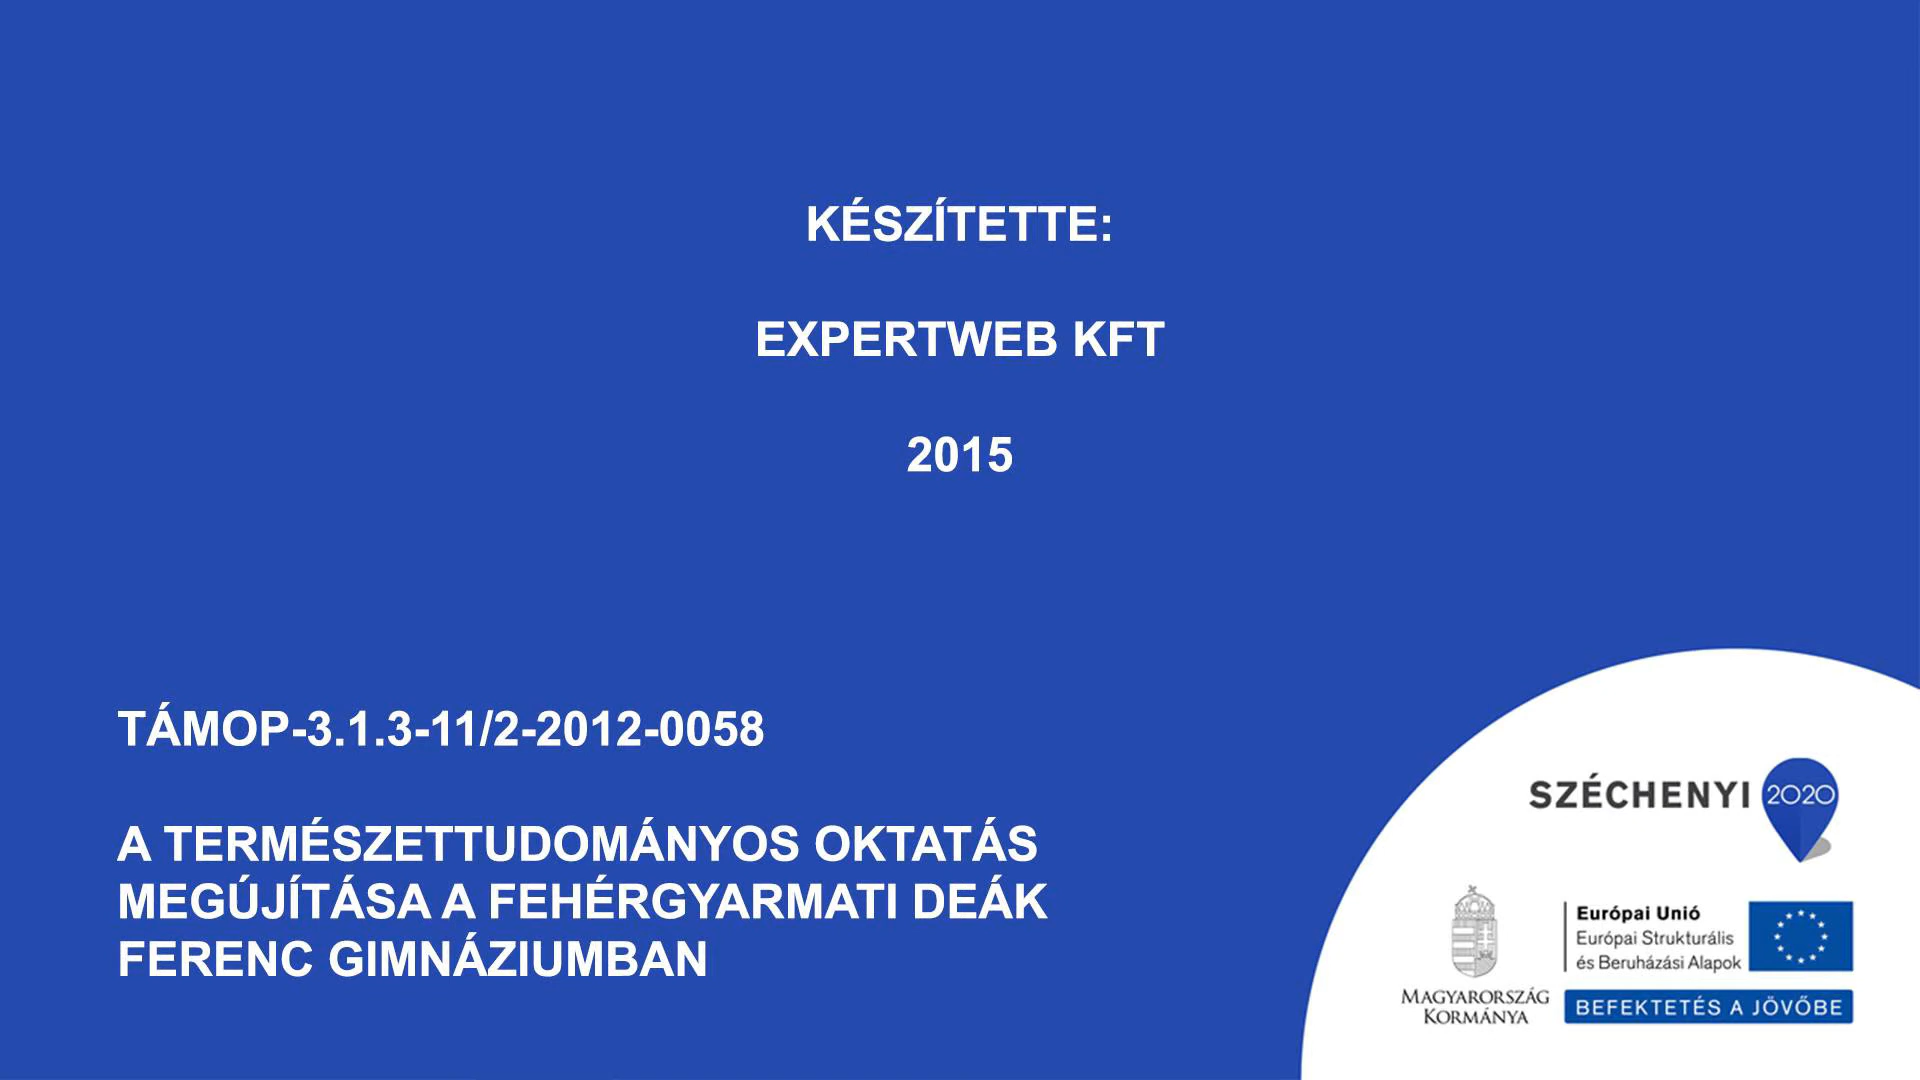 KÉSZÍTETTE:
EXPERTWEB KFT
2015
TÁMOP-3.1.3-11/2-2012-0058
A TERMÉSZETTUDOMÁNYOS OKTATÁS
MEGÚJÍTÁSA A FEHÉRGYARMATI DEÁK
FERENC GIMNÁZIUMBAN
SZÉCHENYI 2020
MAGYARORSZÁG
KORMÁNYA
Európai Unió
Európai Strukturális
és Beruházási Alapok
BEFEKTETÉS A JÖVŐBE